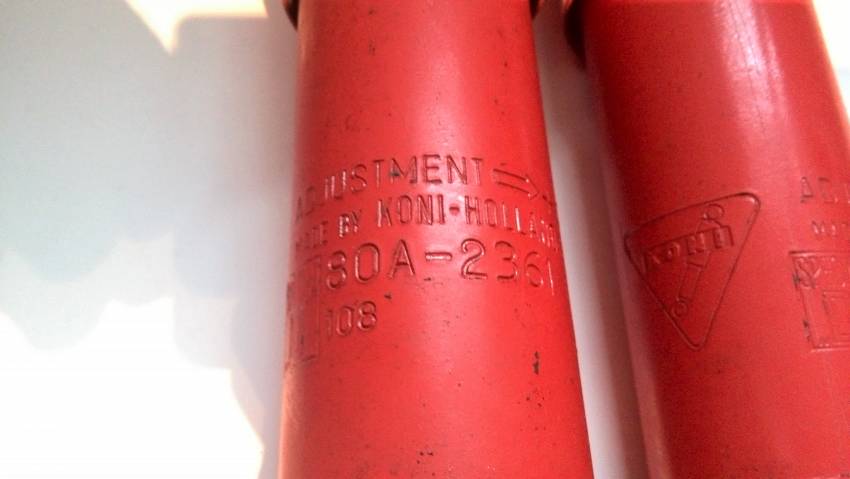 ADJUSTMENT
MADE BY KONI-HOLLAND
80A-2361
108
KONI